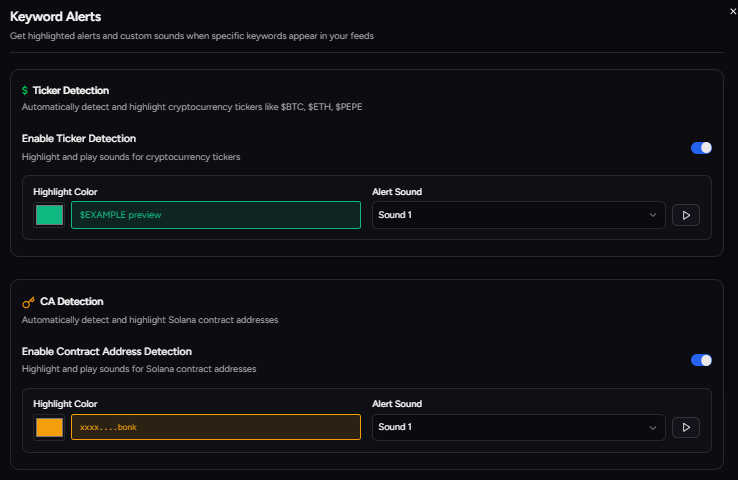 Keyword Alerts
Get highlighted alerts and custom sounds when specific keywords appear in your feeds
$ Ticker Detection
Automatically detect and highlight cryptocurrency tickers like $BTC, $ETH, $PEPE
Enable Ticker Detection
Highlight and play sounds for cryptocurrency tickers
Highlight Color
Alert Sound
$EXAMPLE preview
Sound 1
CA Detection
Automatically detect and highlight Solana contract addresses
Enable Contract Address Detection
Highlight and play sounds for Solana contract addresses
Highlight Color
Alert Sound
xxxx....bonk
Sound 1